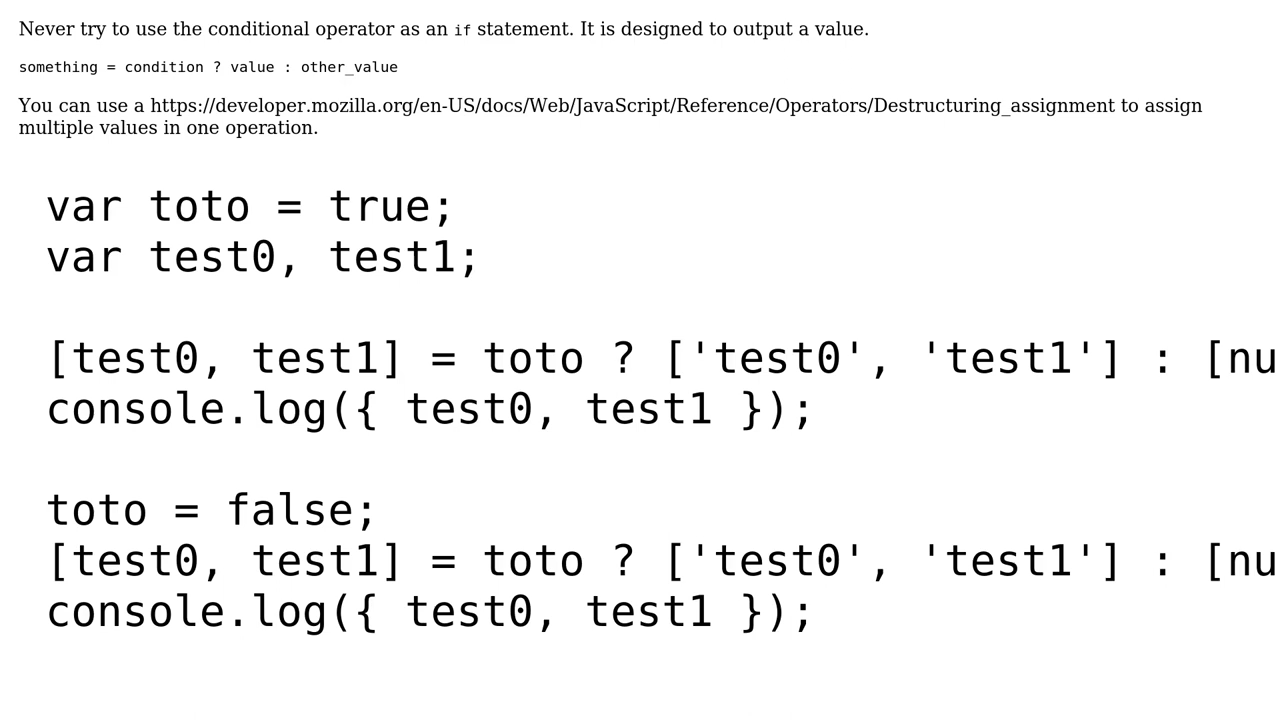 Never try to use the conditional operator as an if statement. It is designed to output a value.
something = condition ? value : other_value
You can use a https://developer.mozilla.org/en-US/docs/Web/JavaScript/Reference/Operators/Destructuring_assignment to assign
multiple values in one operation.
var toto = true;
var test0, test1;
[test0, test1] = toto ? ['test0', 'test1'] : [nu
console.log({ test0, test1 });
toto = false;
[test0, test1] = toto ? ['test0', 'test1'] : [nu
console.log({ test0, test1 });